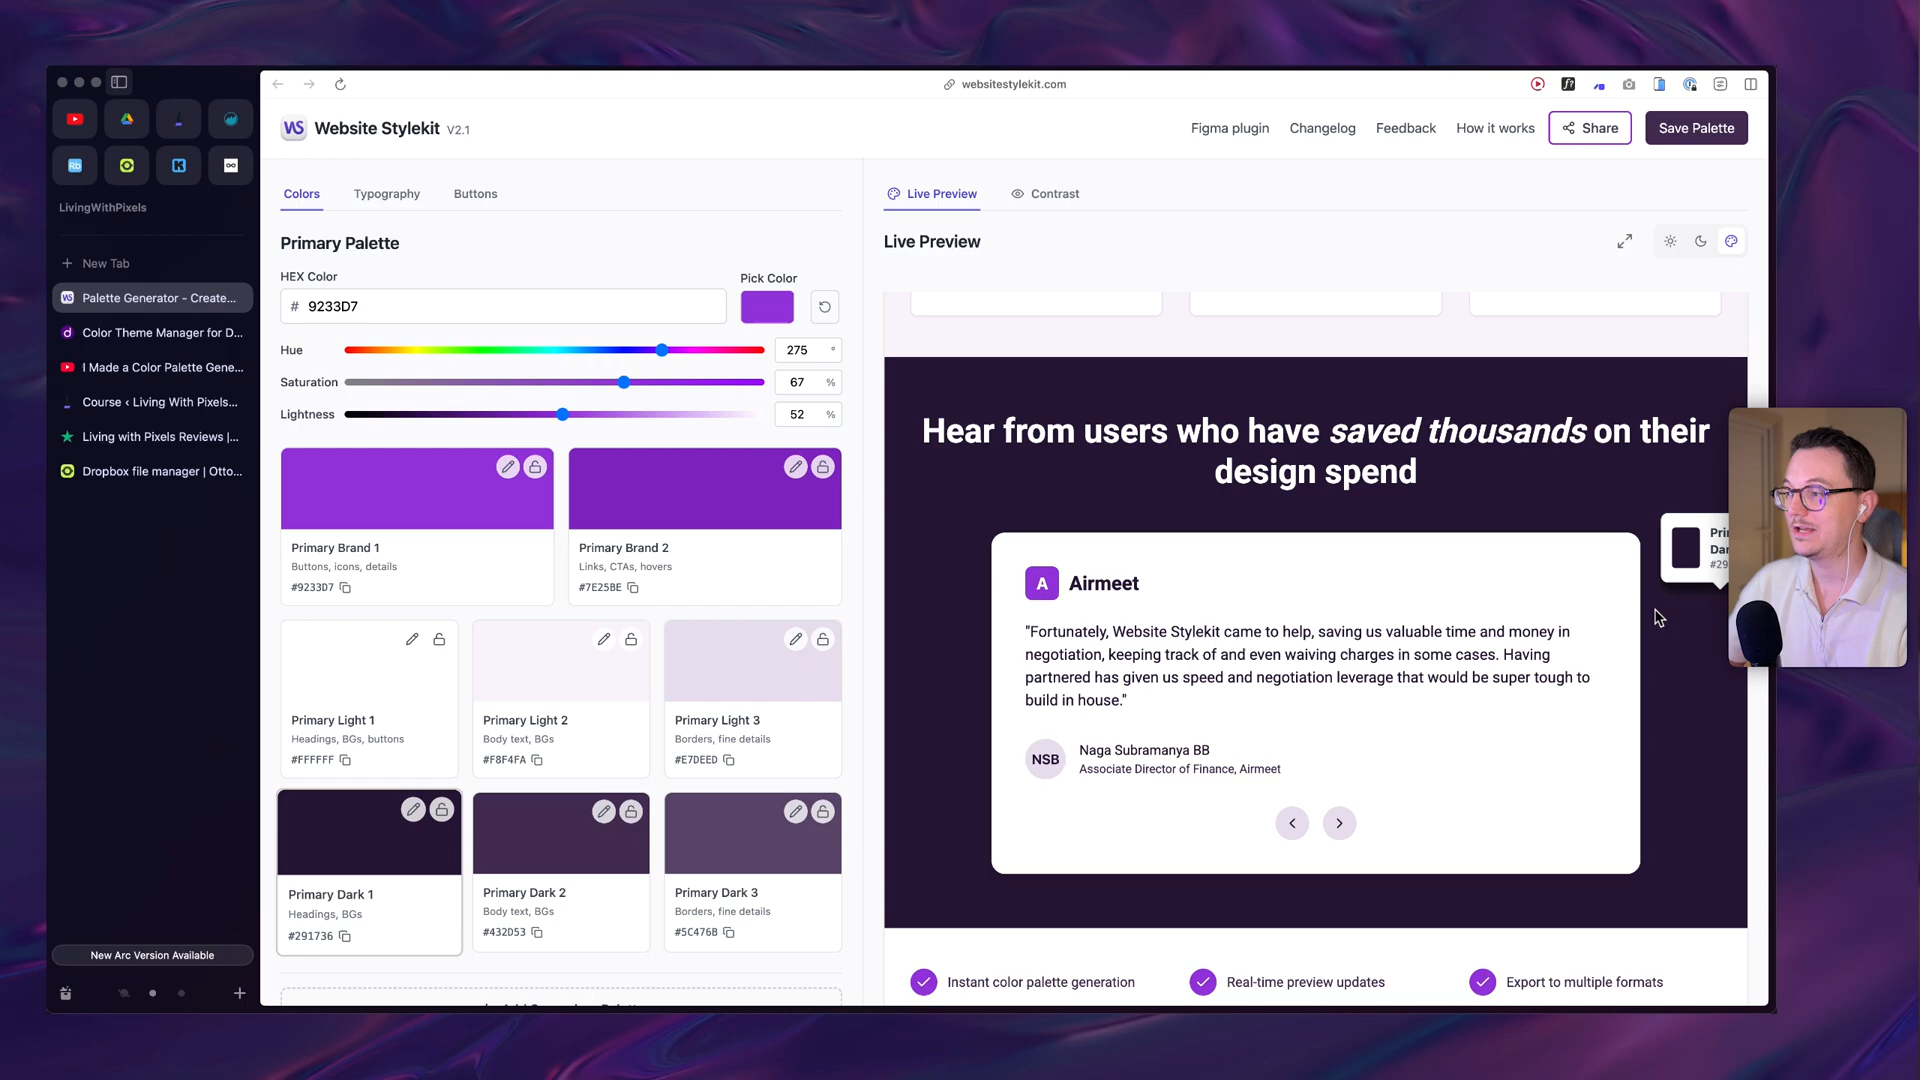 websitestylekit.com
f?
LivingWithPixels
New Tab
Palette Generator - Create...
Color Theme Manager for D...
I Made a Color Palette Gene...
Course ‹ Living With Pixels...
Living with Pixels Reviews |...
Dropbox file manager | Otto...
New Arc Version Available
WS
Website Stylekit V2.1
Figma plugin
Changelog
Feedback
How it works
Share
Save Palette
Colors
Typography
Buttons
Primary Palette
HEX Color
Pick Color
# 9233D7
Hue
275 °
Saturation
67 %
Lightness
52 %
Primary Brand 1
Buttons, icons, details
#9233D7
Primary Brand 2
Links, CTAs, hovers
#7E25BE
Primary Light 1
Headings, BGs, buttons
#FFFFFF
Primary Light 2
Body text, BGs
#F8F4FA
Primary Light 3
Borders, fine details
#E7DEED
Primary Dark 1
Headings, BGs
#291736
Primary Dark 2
Body text, BGs
#432D53
Primary Dark 3
Borders, fine details
#5C476B
Live Preview
Contrast
Live Preview
Hear from users who have saved thousands on their
design spend
A
Airmeet
"Fortunately, Website Stylekit came to help, saving us valuable time and money in
negotiation, keeping track of and even waiving charges in some cases. Having
partnered has given us speed and negotiation leverage that would be super tough to
build in house."
NSB
Naga Subramanya BB
Associate Director of Finance, Airmeet
Instant color palette generation
Real-time preview updates
Export to multiple formats